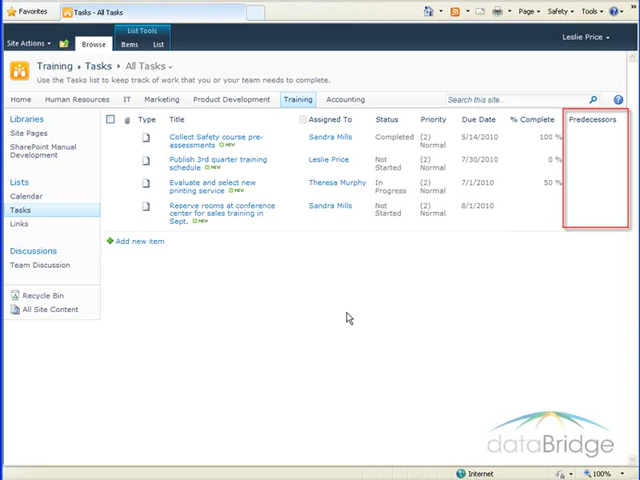 Favorites
Tasks - All Tasks
Page
Safety
Tools
Site Actions
Browse
List Tools
Items
List
Leslie Price
Training
Tasks
All Tasks
Use the Tasks list to keep track of work that you or your team needs to complete.
Home
Human Resources
IT
Marketing
Product Development
Training
Accounting
Search this site...
Libraries
Site Pages
SharePoint Manual
Development
Lists
Calendar
Tasks
Links
Discussions
Team Discussion
Recycle Bin
All Site Content
Type Title Assigned To Status Priority Due Date % Complete Predecessors
Collect Safety course pre-
assessments NEW
Sandra Mills
Completed
(2)
Normal
5/14/2010
100 %
Publish 3rd quarter training
schedule NEW
Leslie Price
Not
Started
(2)
Normal
7/30/2010
0 %
Evaluate and select new
printing service NEW
Theresa Murphy
In
Progress
(2)
Normal
7/1/2010
50 %
Reserve rooms at conference
center for sales training in
Sept. NEW
Sandra Mills
Not
Started
(2)
Normal
8/1/2010
Add new item
dataBridge
Internet
100%